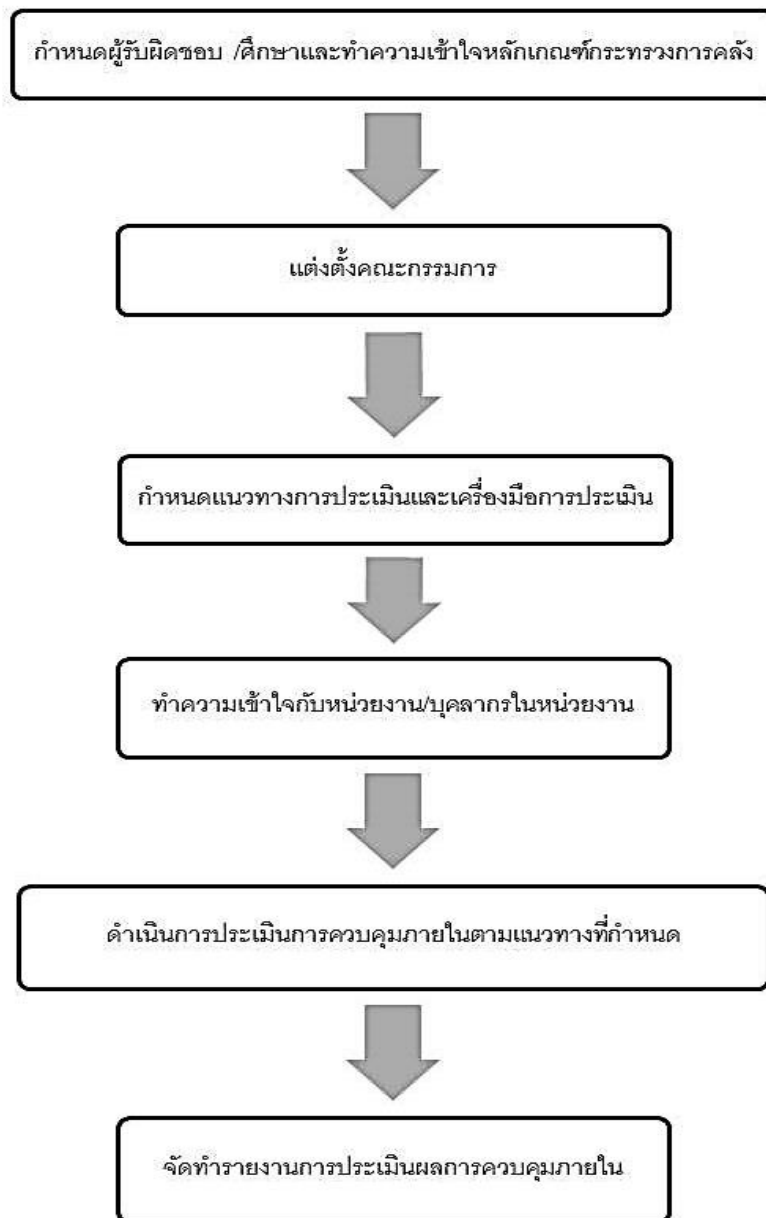 กำหนดผู้รับผิดชอบ /ศึกษาและทำความเข้าใจหลักเกณฑ์กระทรวงการคลัง
แต่งตั้งคณะกรรมการ
กำหนดแนวทางการประเมินและเครื่องมือการประเมิน
ทำความเข้าใจกับหน่วยงาน/บุคลากรในหน่วยงาน
ดำเนินการประเมินการควบคุมภายในตามแนวทางที่กำหนด
จัดทำรายงานการประเมินผลการควบคุมภายใน